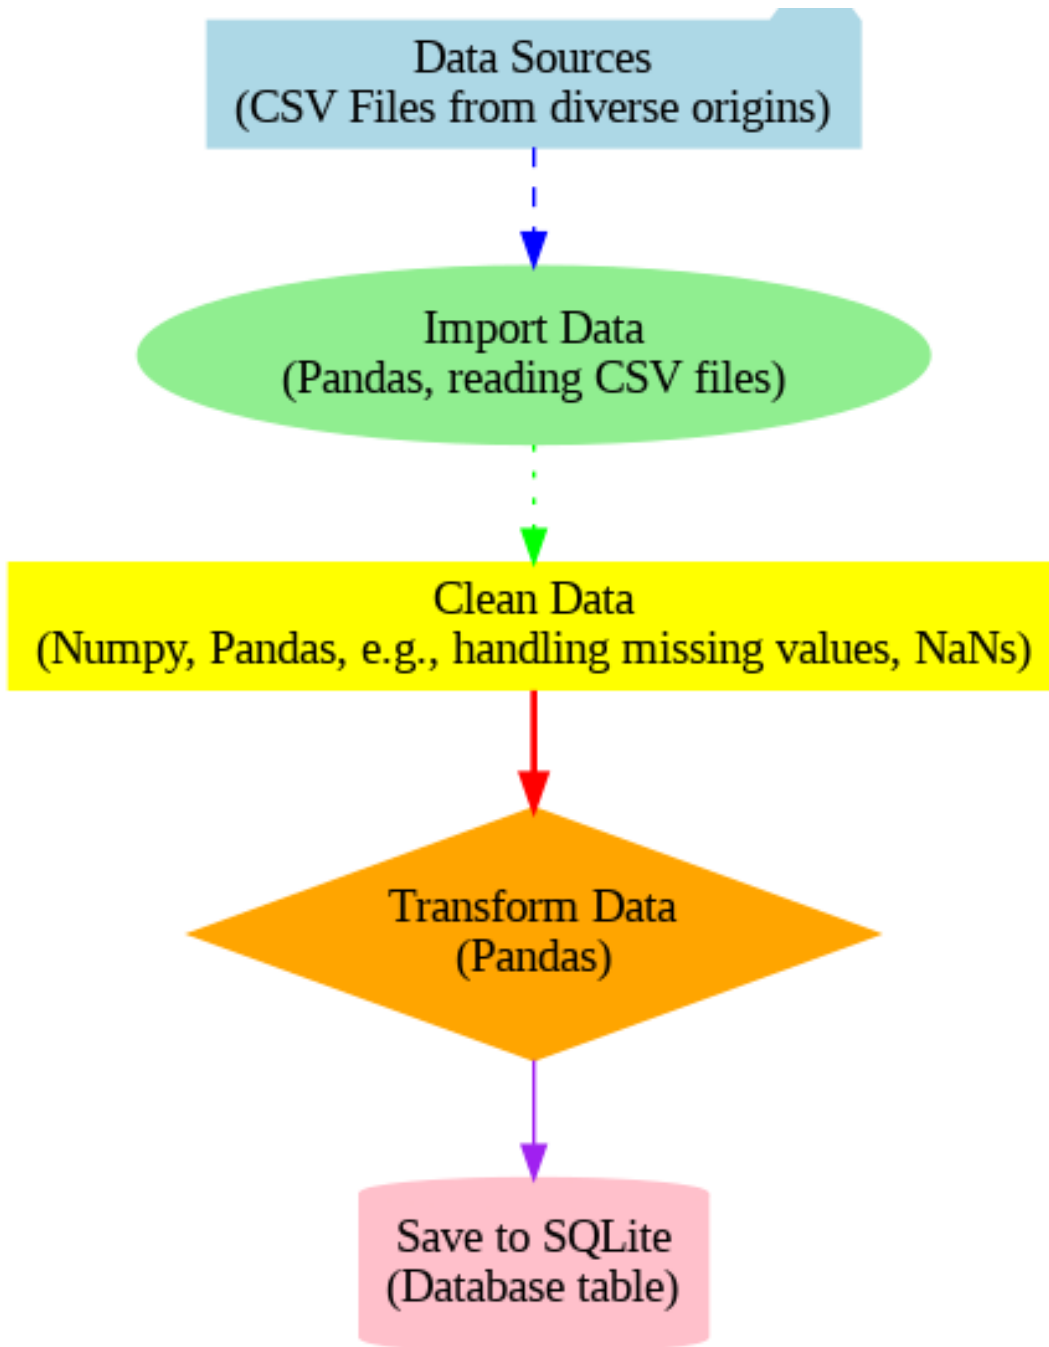 Data Sources
(CSV Files from diverse origins)
Import Data
(Pandas, reading CSV files)
Clean Data
(Numpy, Pandas, e.g., handling missing values, NaNs)
Transform Data
(Pandas)
Save to SQLite
(Database table)